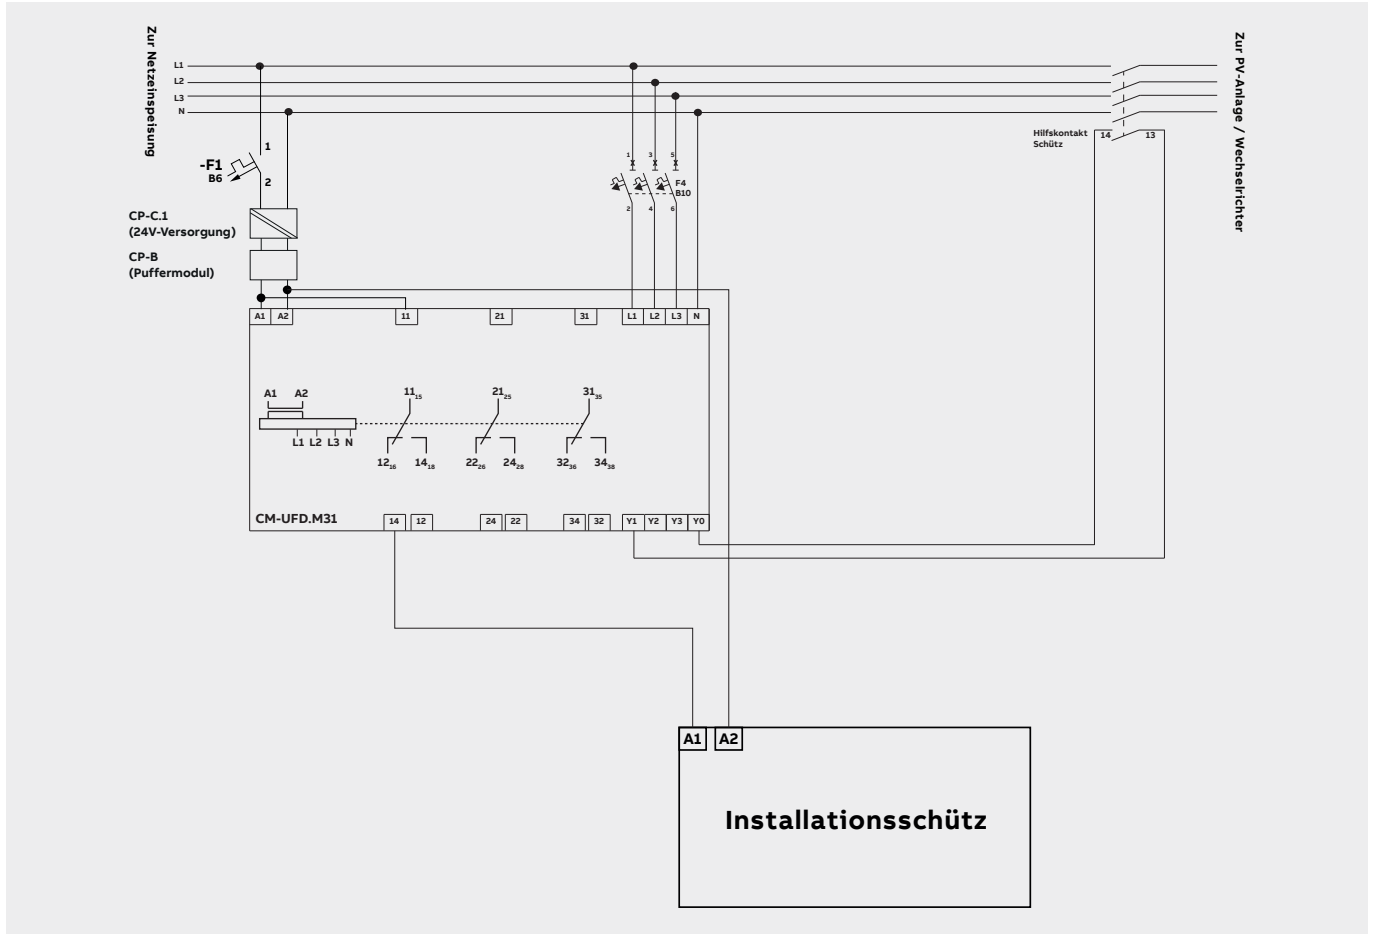 Zur Netzeinspeisung
Zur PV-Anlage / Wechselrichter
L1
L2
L3
N
Hilfskontakt
Schütz
14
13
-F1
B6
1
2
1
3
5
F4
B10
2
4
6
CP-C.1
(24V-Versorgung)
CP-B
(Puffermodul)
A1
A2
11
21
31
L1
L2
L3
N
A1
A2
L1
L2
L3
N
11 15
21 25
31 35
12 16
14 18
22 26
24 28
32 36
34 38
CM-UFD.M31
14
12
24
22
34
32
Y1
Y2
Y3
Y0
A1
A2
Installationsschütz